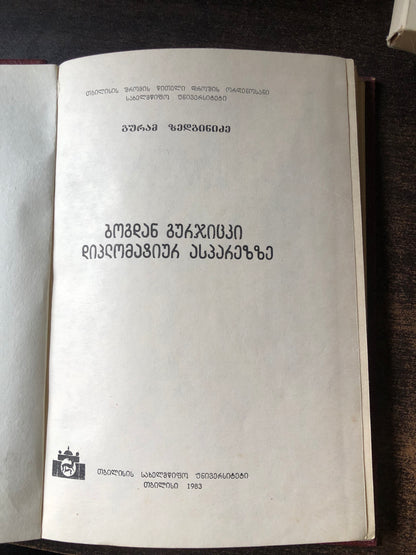 თბილისის შრომის წითელი დროშის ორდენოსანი
სახელმწიფო უნივერსიტეტი
გურამ ზედგინიძე
ბოგდან გურჯიცკი
დიპლომატიურ ასპარეზზე
თბილისის სახელმწიფო უნივერსიტეტი
თბილისი 1983